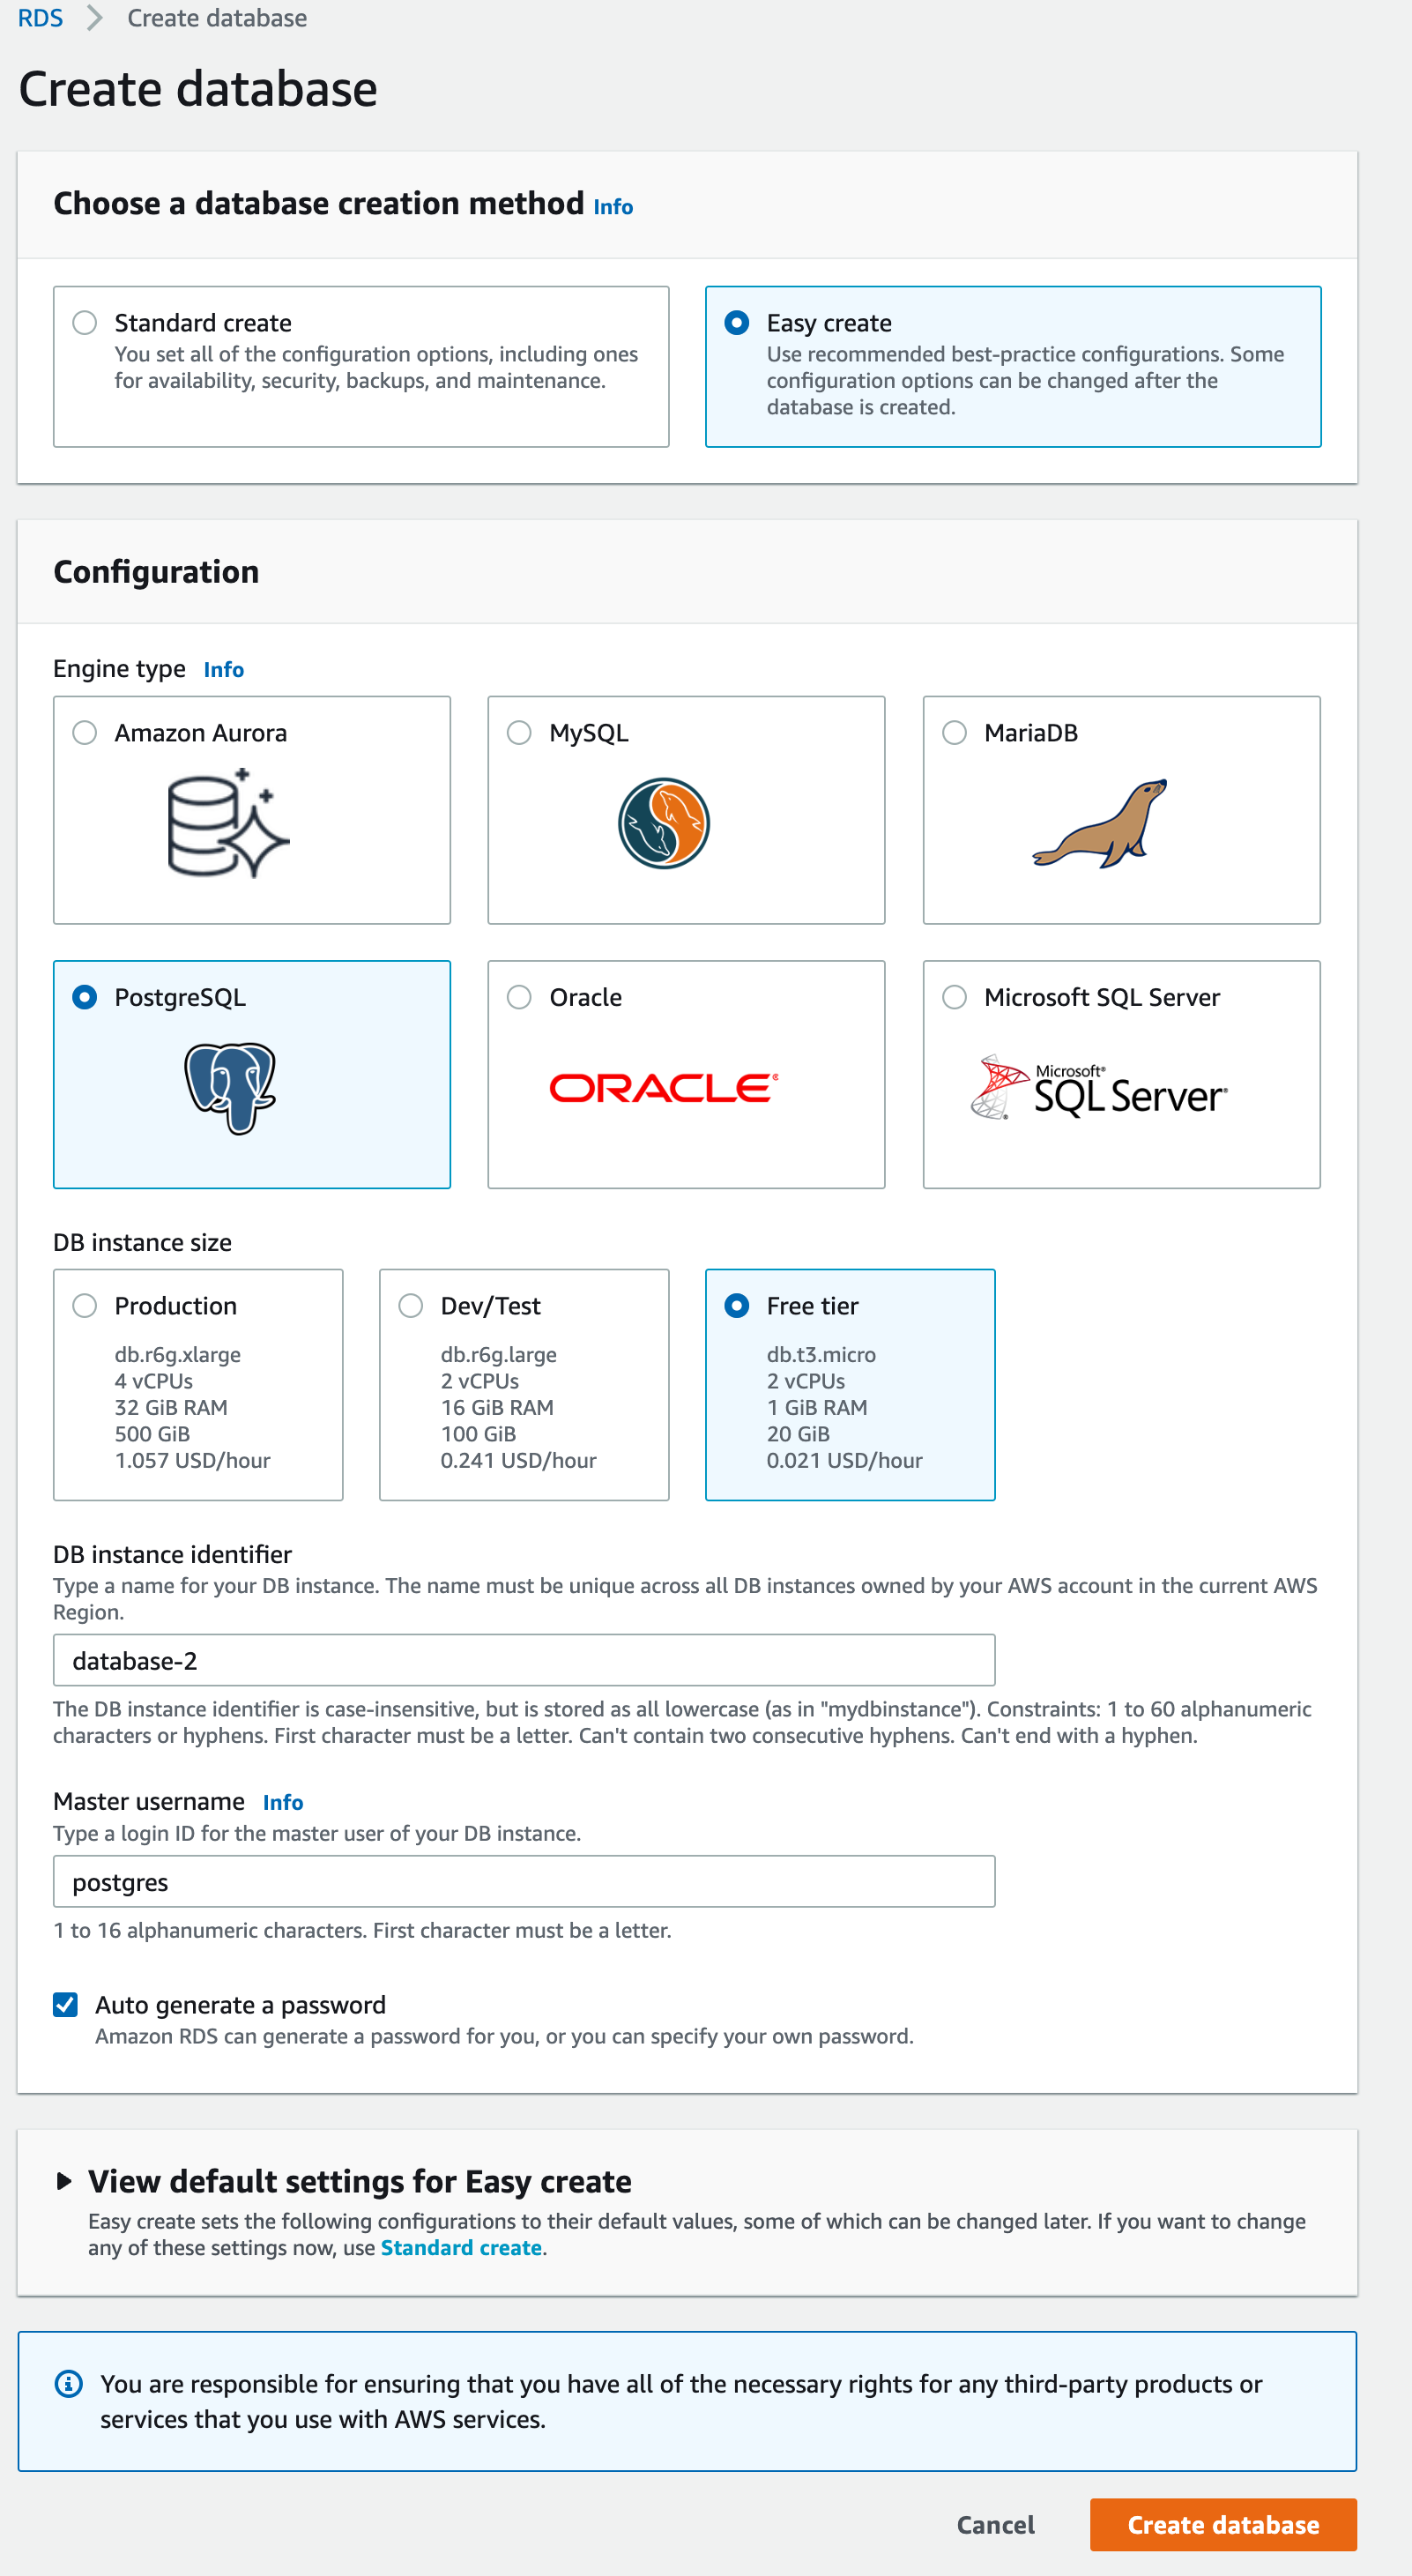 RDS > Create database
Create database
Choose a database creation method Info
Standard create
You set all of the configuration options, including ones
for availability, security, backups, and maintenance.
Easy create
Use recommended best-practice configurations. Some
configuration options can be changed after the
database is created.
Configuration
Engine type Info
Amazon Aurora
MySQL
MariaDB
PostgreSQL
Oracle
ORACLE®
Microsoft SQL Server
Microsoft®
SQL Server®
DB instance size
Production
db.r6g.xlarge
4 vCPUs
32 GiB RAM
500 GiB
1.057 USD/hour
Dev/Test
db.r6g.large
2 vCPUs
16 GiB RAM
100 GiB
0.241 USD/hour
Free tier
db.t3.micro
2 vCPUs
1 GiB RAM
20 GiB
0.021 USD/hour
DB instance identifier
Type a name for your DB instance. The name must be unique across all DB instances owned by your AWS account in the current AWS
Region.
database-2
The DB instance identifier is case-insensitive, but is stored as all lowercase (as in "mydbinstance"). Constraints: 1 to 60 alphanumeric
characters or hyphens. First character must be a letter. Can't contain two consecutive hyphens. Can't end with a hyphen.
Master username Info
Type a login ID for the master user of your DB instance.
postgres
1 to 16 alphanumeric characters. First character must be a letter.
Auto generate a password
Amazon RDS can generate a password for you, or you can specify your own password.
View default settings for Easy create
Easy create sets the following configurations to their default values, some of which can be changed later. If you want to change
any of these settings now, use Standard create.
You are responsible for ensuring that you have all of the necessary rights for any third-party products or
services that you use with AWS services.
Cancel
Create database